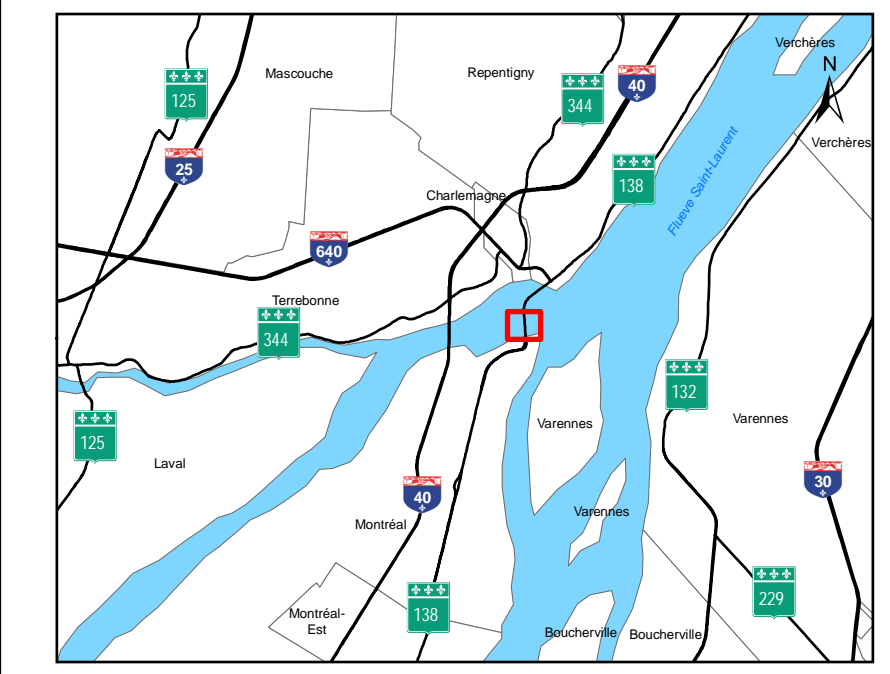 Verchères
N
Mascouche
Repentigny
125
344
40
Verchères
25
138
Flueve Saint-Laurent
Charlemagne
640
Terrebonne
344
132
125
Varennes
Varennes
Laval
30
40
Varennes
Montréal
229
138
Montréal-
Est
Boucherville
Boucherville